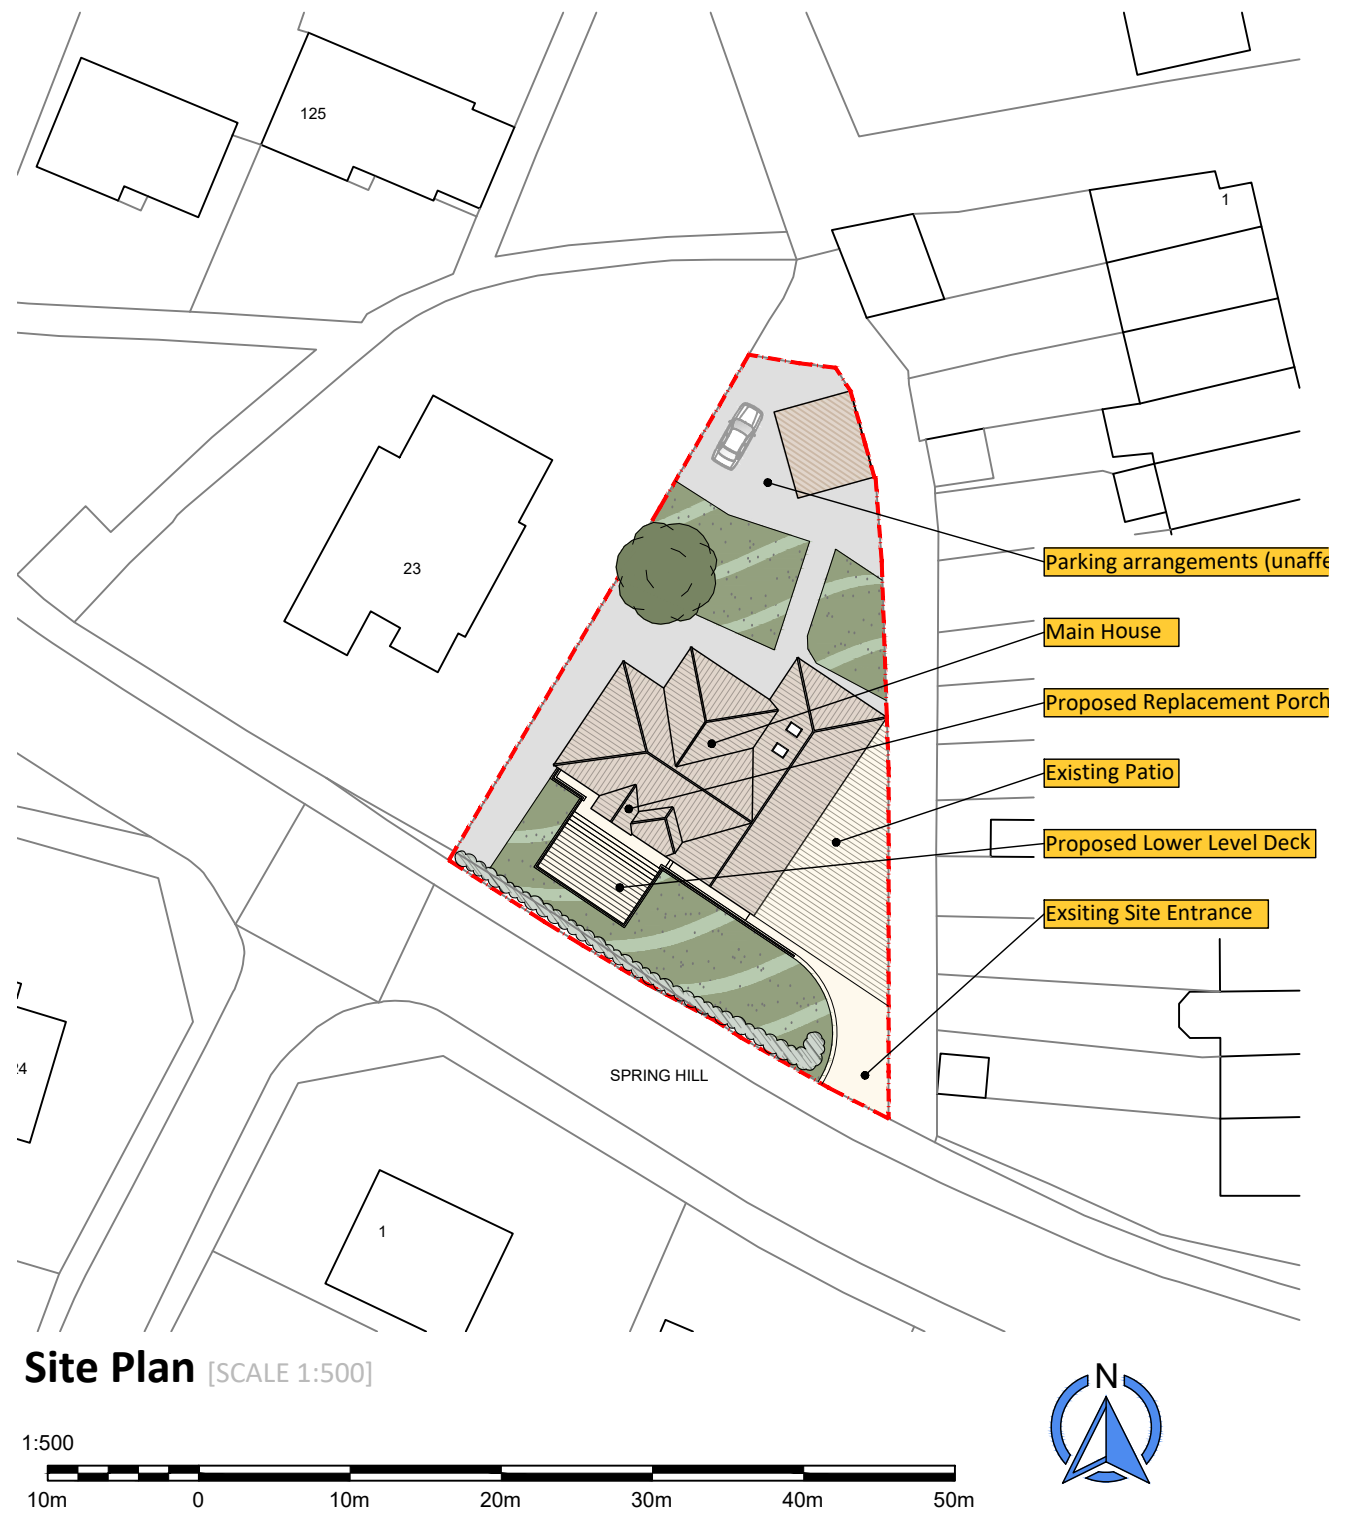 125
1
23
Parking arrangements (unaffe
Main House
Proposed Replacement Porch
Existing Patio
Proposed Lower Level Deck
Exsiting Site Entrance
24
SPRING HILL
1
Site Plan [SCALE 1:500]
N
1:500
10m 0 10m 20m 30m 40m 50m